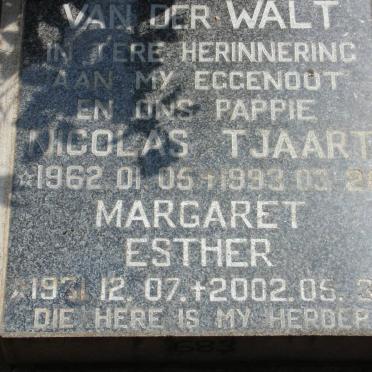 VAN DER WALT
IN TERE HERINNERING
AAN MY EGGENOOT
EN ONS PAPPIE
NICOLAS TJAART
☆1962 01 05 ✝1993 03 2
MARGARET
ESTHER
☆1931 12. 07. ✝2002. 05. 3
DIE HERE IS MY HERDER